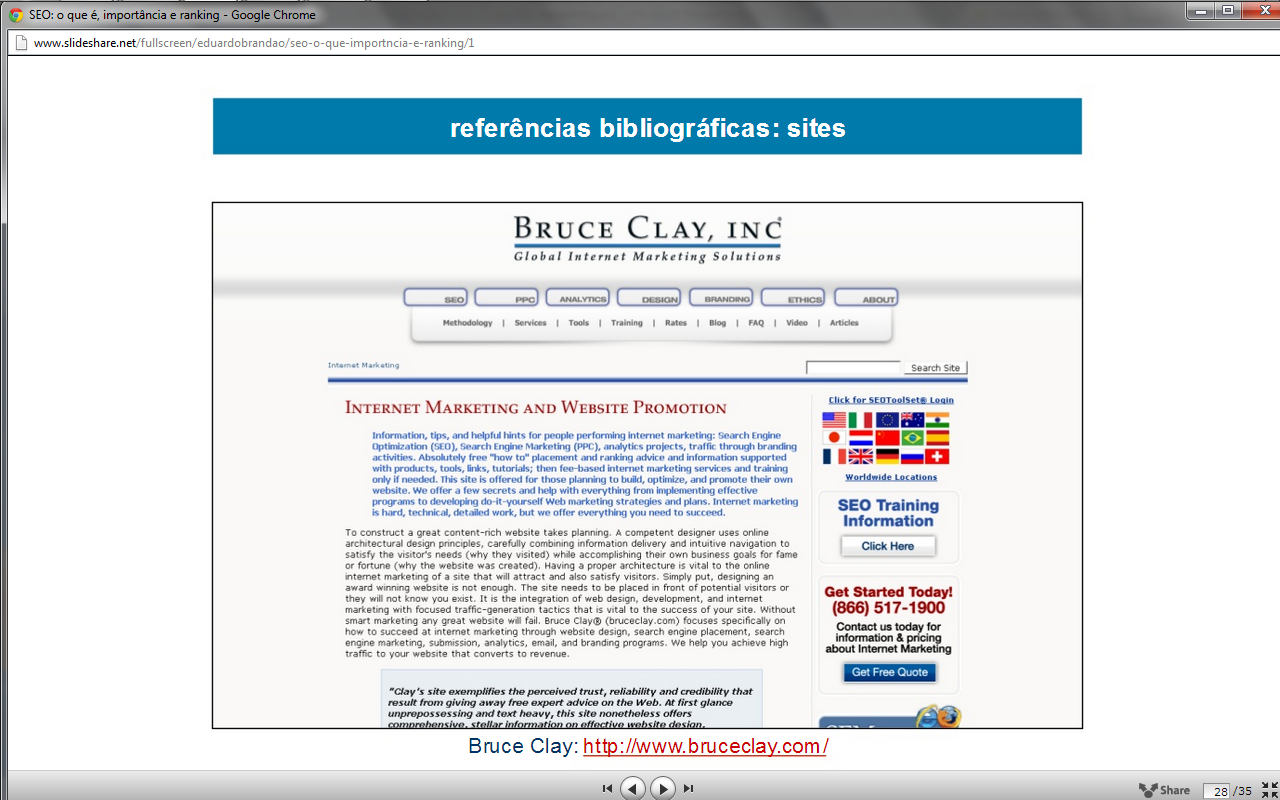 SEO: o que é, importância e ranking - Google Chrome
www.slideshare.net/fullscreen/eduardobrandao/seo-o-que-importncia-e-ranking/1
referências bibliográficas: sites
BRUCE CLAY, INC
Global Internet Marketing Solutions
SEO PPC ANALYTICS DESIGN BRANDING ETHICS ABOUT
Methodology | Services | Tools | Training | Rates | Blog | FAQ | Video | Articles
Internet Marketing
Search Site
INTERNET MARKETING AND WEBSITE PROMOTION
Information, tips, and helpful hints for people performing internet marketing: Search Engine
Optimization (SEO), Search Engine Marketing (PPC), analytics projects, traffic through branding
activities. Absolutely free "how to" placement and ranking advice and information supported
with products, tools, links, tutorials; then fee-based internet marketing services and training
only if needed. This site is offered for those planning to build, optimize, and promote their own
website. We offer a few secrets and help with everything from implementing effective
programs to developing do-it-yourself Web marketing strategies and plans. Internet marketing
is hard, technical, detailed work, but we offer everything you need to succeed.
To construct a great content-rich website takes planning. A competent designer uses online
architectural design principles, carefully combining information delivery and intuitive navigation to
satisfy the visitor's needs (why they visited) while accomplishing their own business goals for fame
or fortune (why the website was created). Having a proper architecture is vital to the online
internet marketing of a site that will attract and also satisfy visitors. Simply put, designing an
award winning website is not enough. The site needs to be placed in front of potential visitors or
they will not know you exist. It is the integration of web design, development, and internet
marketing with focused traffic-generation tactics that is vital to the success of your site. Without
smart marketing any great website will fail. Bruce Clay® (bruceclay.com) focuses specifically on
how to succeed at internet marketing through website design, search engine placement, search
engine marketing, submission, analytics, email, and branding programs. We help you achieve high
traffic to your website that converts to revenue.
"Clay's site exemplifies the perceived trust, reliability and credibility that
result from giving away free expert advice on the Web. At first glance
unprepossessing and text heavy, this site nonetheless offers
comprehensive, stellar information on effective website design,
Click for SEOToolSet® Login
Worldwide Locations
SEO Training
Information
Click Here
Get Started Today!
(866) 517-1900
Contact us today for
information & pricing
about Internet Marketing
Get Free Quote
Bruce Clay: http://www.bruceclay.com/
Share
28 /35